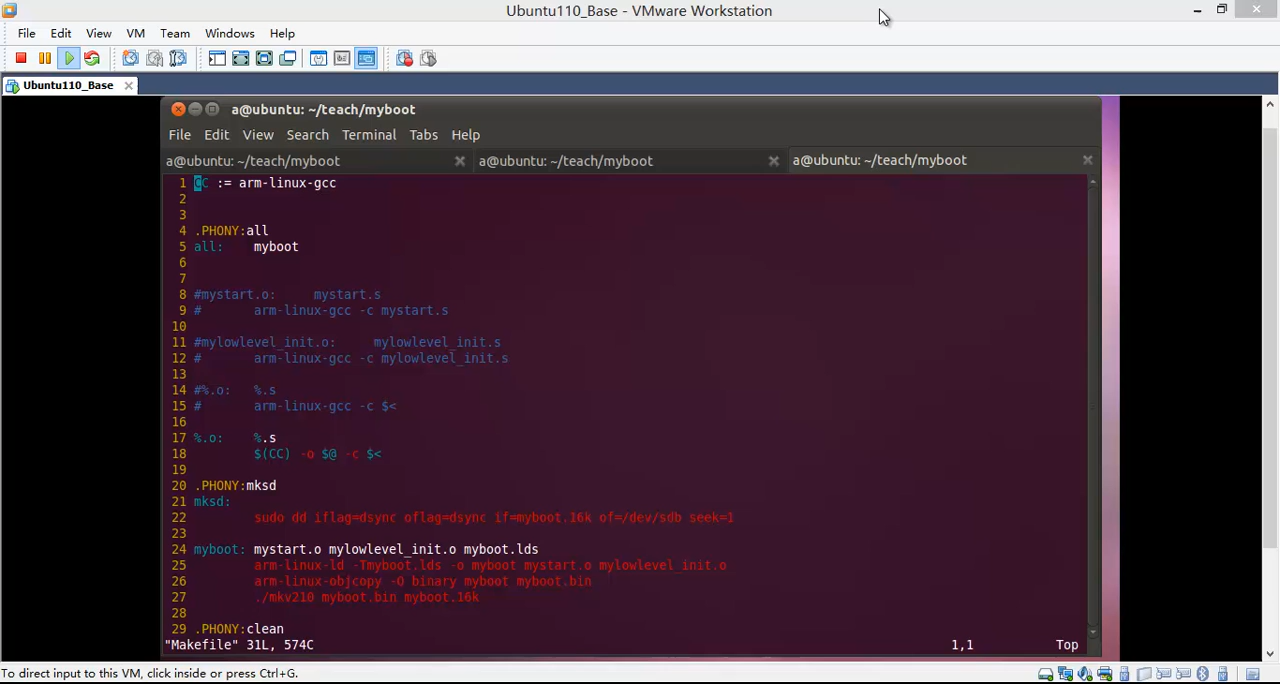 Ubuntu110_Base - VMware Workstation
File Edit View VM Team Windows Help
Ubuntu110_Base
a@ubuntu: ~/teach/myboot
File Edit View Search Terminal Tabs Help
a@ubuntu: ~/teach/myboot a@ubuntu: ~/teach/myboot a@ubuntu: ~/teach/myboot
1 CC := arm-linux-gcc
2
3
4 .PHONY:all
5 all: myboot
6
7
8 #mystart.o: mystart.s
9 # arm-linux-gcc -c mystart.s
10
11 #mylowlevel_init.o: mylowlevel_init.s
12 # arm-linux-gcc -c mylowlevel_init.s
13
14 #%.o: %.s
15 # arm-linux-gcc -c $<
16
17 %.o: %.s
18 $(CC) -o $@ -c $<
19
20 .PHONY:mksd
21 mksd:
22 sudo dd iflag=dsync oflag=dsync if=myboot.16k of=/dev/sdb seek=1
23
24 myboot: mystart.o mylowlevel_init.o myboot.lds
25 arm-linux-ld -Tmyboot.lds -o myboot mystart.o mylowlevel_init.o
26 arm-linux-objcopy -O binary myboot myboot.bin
27 ./mkv210 myboot.bin myboot.16k
28
29 .PHONY:clean
"Makefile" 31L, 574C 1,1 Top
To direct input to this VM, click inside or press Ctrl+G.